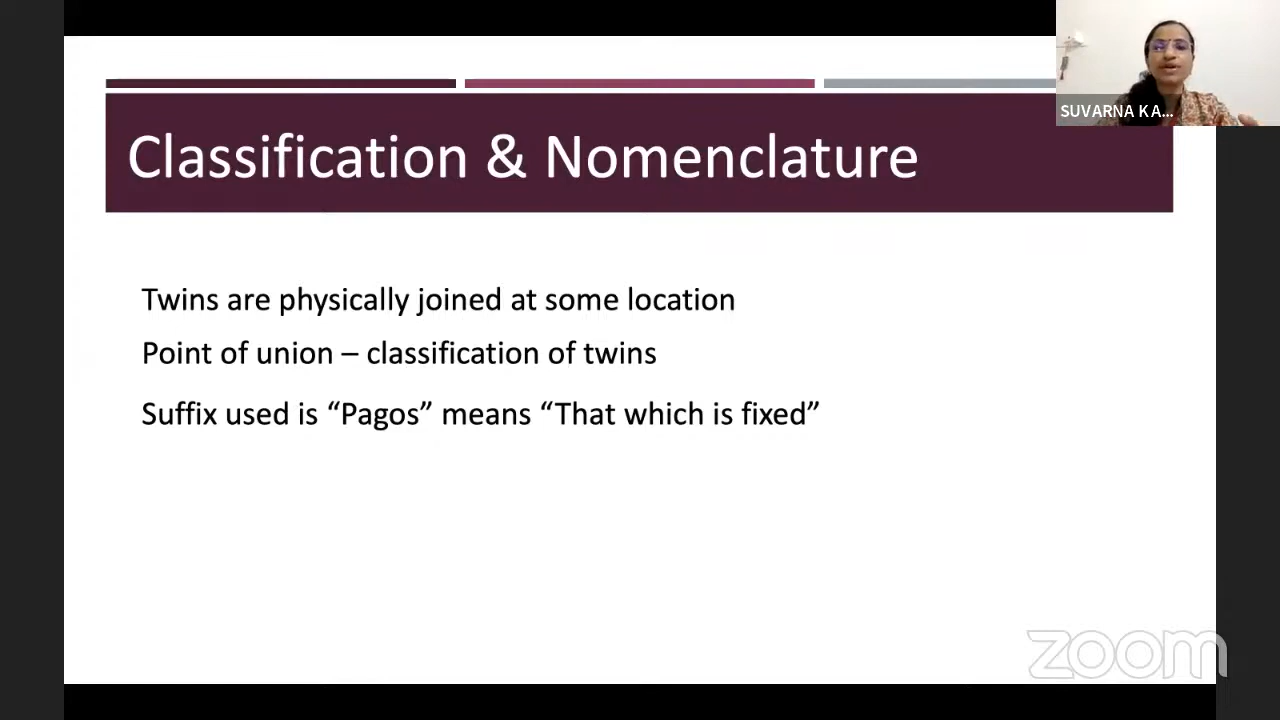 SUVARNA K A...
Classification & Nomenclature
Twins are physically joined at some location
Point of union – classification of twins
Suffix used is “Pagos” means “That which is fixed”
zoom